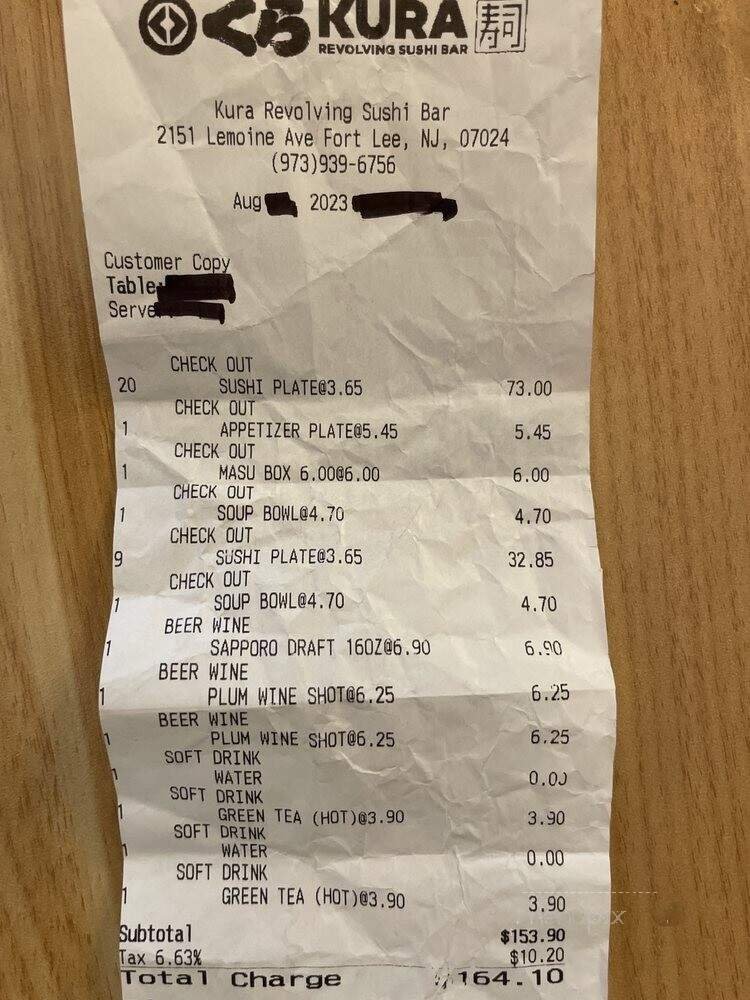 くら KURA 寿司
REVOLVING SUSHI BAR
Kura Revolving Sushi Bar
2151 Lemoine Ave Fort Lee, NJ, 07024
(973)939-6756
Aug 2023
Customer Copy
Table:
Server
CHECK OUT
20 SUSHI PLATE@3.65 73.00
CHECK OUT
1 APPETIZER PLATE@5.45 5.45
CHECK OUT
1 MASU BOX 6.00@6.00 6.00
CHECK OUT
1 SOUP BOWL@4.70 4.70
CHECK OUT
9 SUSHI PLATE@3.65 32.85
CHECK OUT
1 SOUP BOWL@4.70 4.70
BEER WINE
1 SAPPORO DRAFT 16OZ@6.90 6.90
BEER WINE
1 PLUM WINE SHOT@6.25 6.25
BEER WINE
1 PLUM WINE SHOT@6.25 6.25
SOFT DRINK
1 WATER 0.00
SOFT DRINK
1 GREEN TEA (HOT)@3.90 3.90
SOFT DRINK
1 WATER 0.00
SOFT DRINK
1 GREEN TEA (HOT)@3.90 3.90
Subtotal $153.90
Tax 6.63% $10.20
Total Charge $164.10